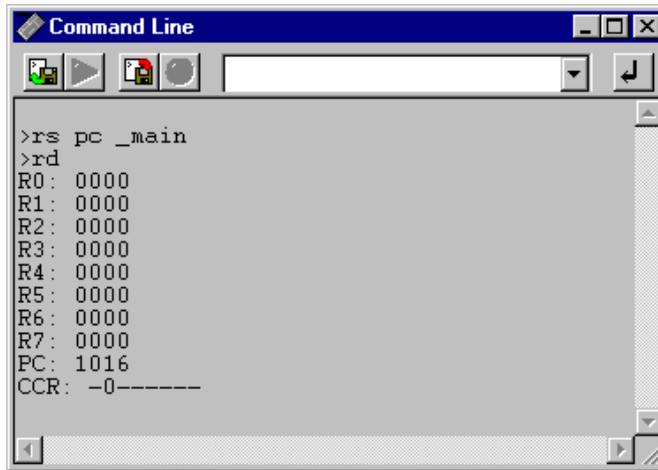 Command Line
>rs pc _main
>rd
R0: 0000
R1: 0000
R2: 0000
R3: 0000
R4: 0000
R5: 0000
R6: 0000
R7: 0000
PC: 1016
CCR: -0------